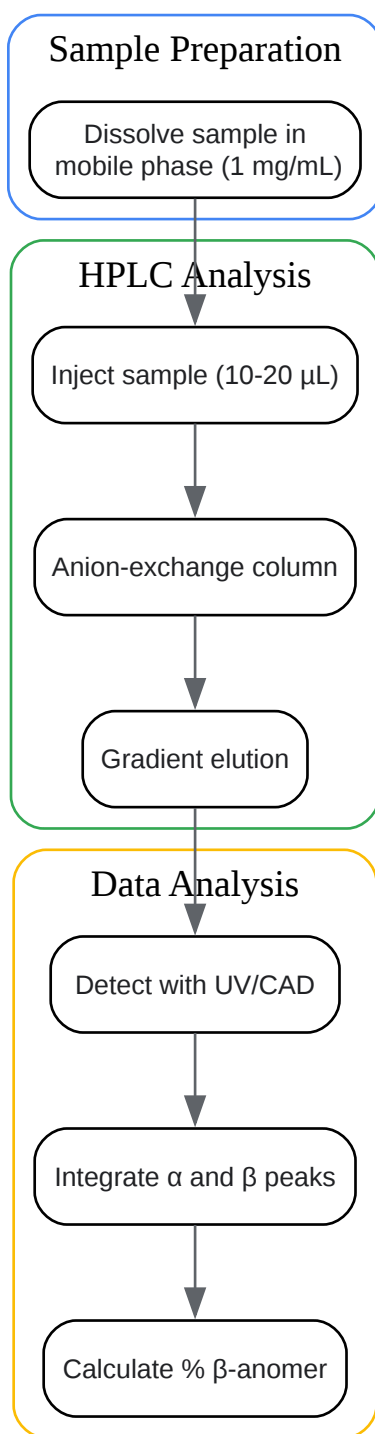 Sample Preparation
Dissolve sample in
mobile phase (1 mg/mL)
HPLC Analysis
Inject sample (10-20 µL)
Anion-exchange column
Gradient elution
Data Analysis
Detect with UV/CAD
Integrate α and β peaks
Calculate % β-anomer